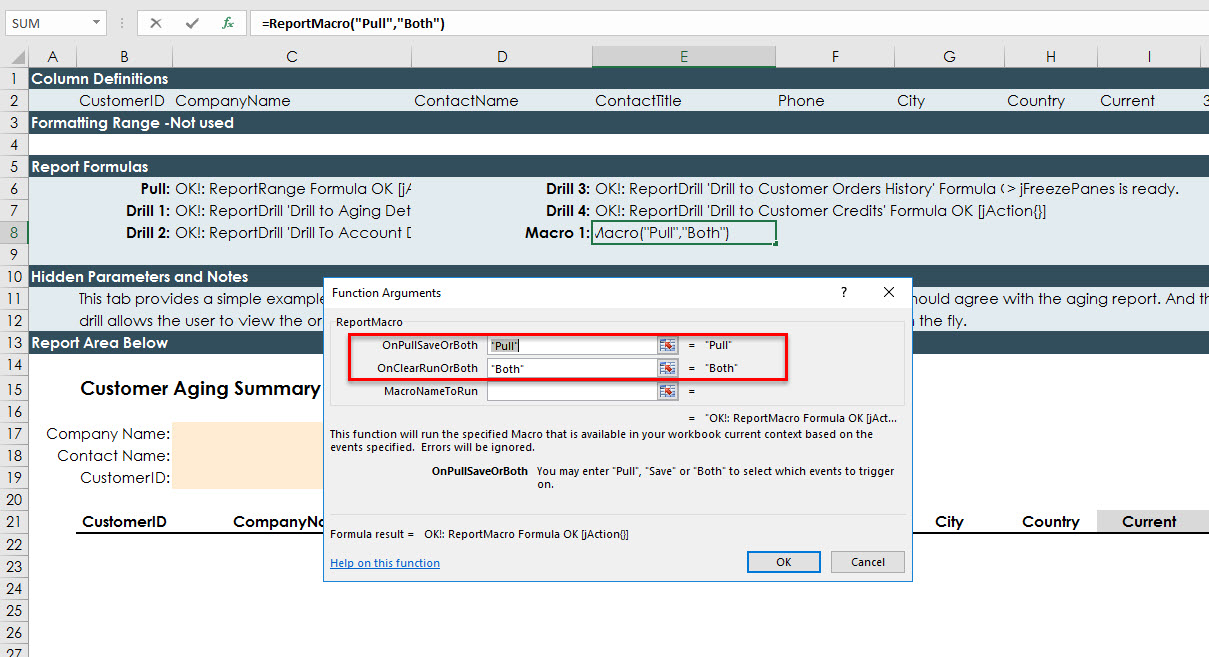 SUM
=ReportMacro("Pull","Both")
A B C D E F G H I
1 Column Definitions
2 CustomerID CompanyName ContactName ContactTitle Phone City Country Current 3
3 Formatting Range -Not used
4
5 Report Formulas
6 Pull: OK!: ReportRange Formula OK [jA Drill 3: OK!: ReportDrill 'Drill to Customer Orders History' Formula (> jFreezePanes is ready.
7 Drill 1: OK!: ReportDrill 'Drill to Aging Det Drill 4: OK!: ReportDrill 'Drill to Customer Credits' Formula OK [jAction{}]
8 Drill 2: OK!: ReportDrill 'Drill To Account D Macro 1: Macro("Pull","Both")
9
10 Hidden Parameters and Notes
11 This tab provides a simple example ould agree with the aging report. And th
12 drill allows the user to view the or the fly.
13 Report Area Below
14
15 Customer Aging Summary
16
17 Company Name:
18 Contact Name:
19 CustomerID:
20
21 CustomerID CompanyNa City Country Current
22
23
24
25
26
27
Function Arguments ?
ReportMacro
OnPullSaveOrBoth "Pull" = "Pull"
OnClearRunOrBoth "Both" = "Both"
MacroNameToRun =
= "OK!: ReportMacro Formula OK [jAct...
This function will run the specified Macro that is available in your workbook current context based on the
events specified. Errors will be ignored.
OnPullSaveOrBoth You may enter "Pull", "Save" or "Both" to select which events to trigger
on.
Formula result = OK!: ReportMacro Formula OK [jAction{}]
Help on this function
OK Cancel